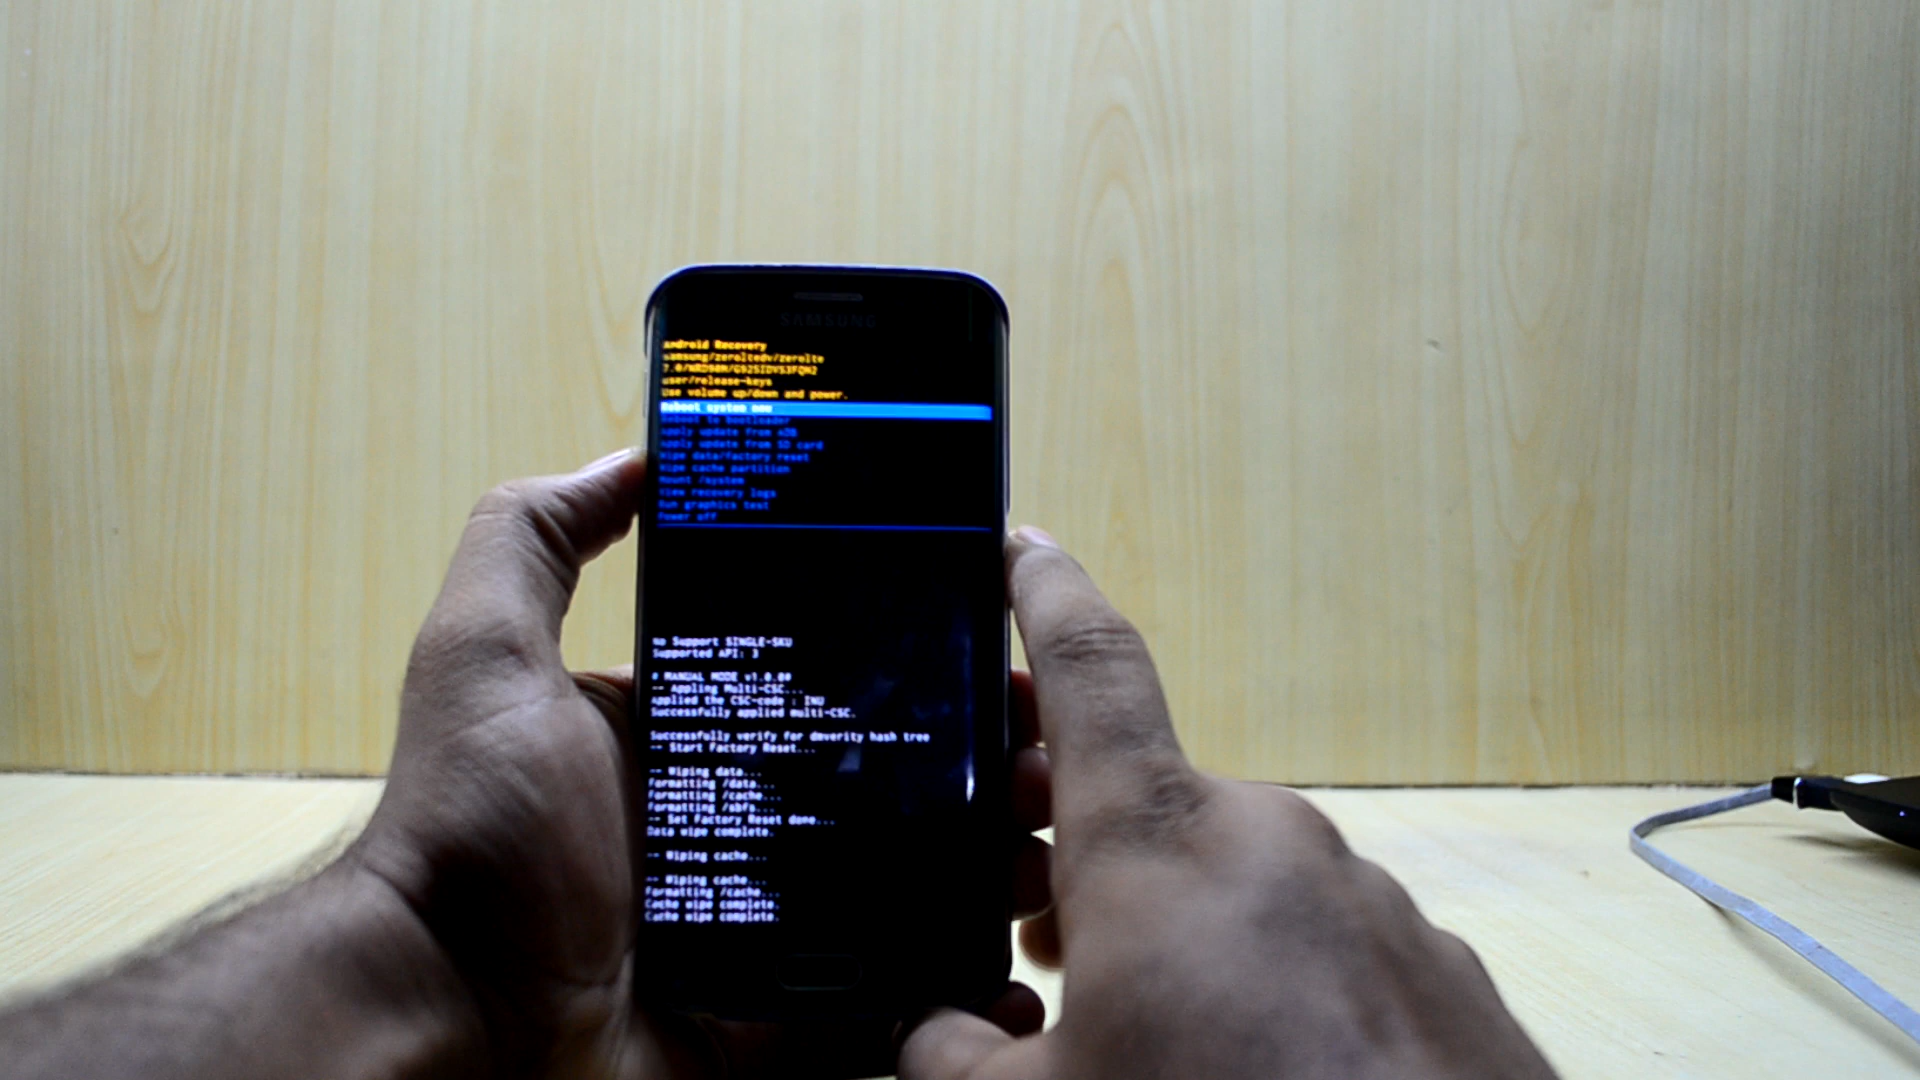 SAMSUNG
Android Recovery
samsung/zeroltedv/zerolte
7.0/NRD90M/G925IDVS3FQH2
user/release-keys
Use volume up/down and power.
Reboot system now
Reboot to bootloader
Apply update from ADB
Apply update from SD card
Wipe data/factory reset
Wipe cache partition
Mount /system
View recovery logs
Run graphics test
Power off
No Support SINGLE-SKU
Supported API: 3
# MANUAL MODE v1.0.0#
-- Appling Multi-CSC...
Applied the CSC-code : INU
Successfully applied multi-CSC.
Successfully verify for dmverity hash tree
-- Start Factory Reset...
-- Wiping data...
Formatting /data...
Formatting /cache...
Formatting /sbfs...
-- Set Factory Reset done...
Data wipe complete.
-- Wiping cache...
-- Wiping cache...
Formatting /cache...
Cache wipe complete.
Cache wipe complete.